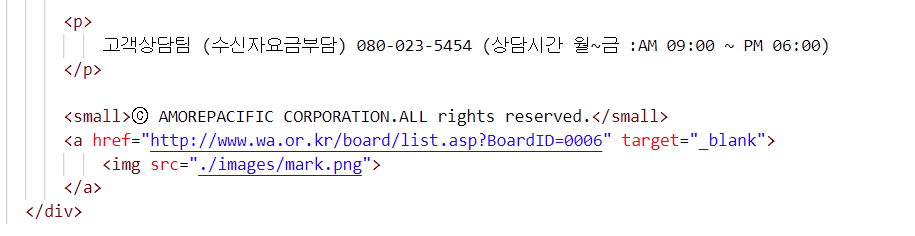 <p>
고객상담팀 (수신자요금부담) 080-023-5454 (상담시간 월~금 :AM 09:00 ~ PM 06:00)
</p>
<small>ⓒ AMOREPACIFIC CORPORATION.ALL rights reserved.</small>
<a href="http://www.wa.or.kr/board/list.asp?BoardID=0006" target="_blank">
<img src="./images/mark.png">
</a>
</div>